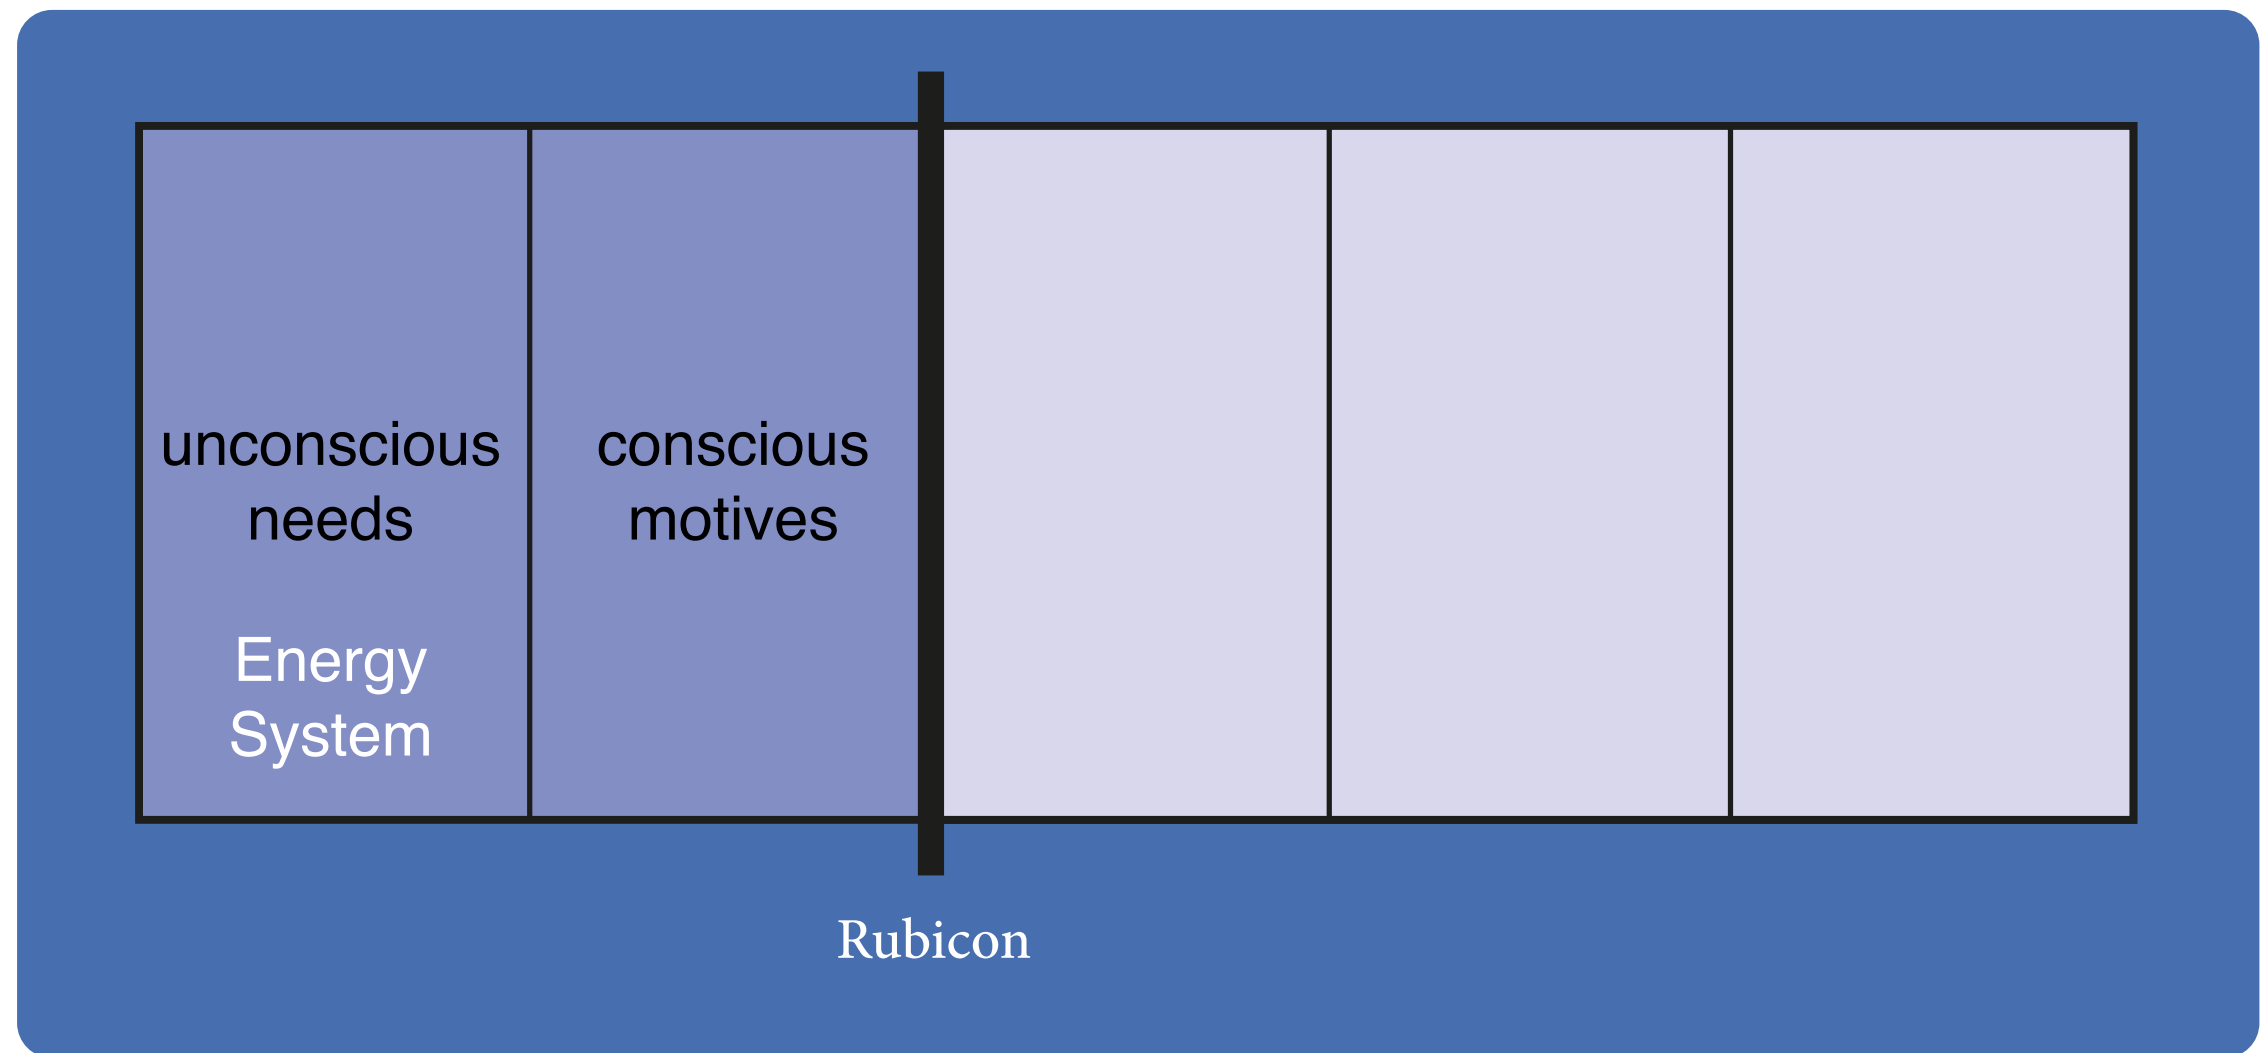 unconscious
needs
Energy
System
conscious
motives
Rubicon